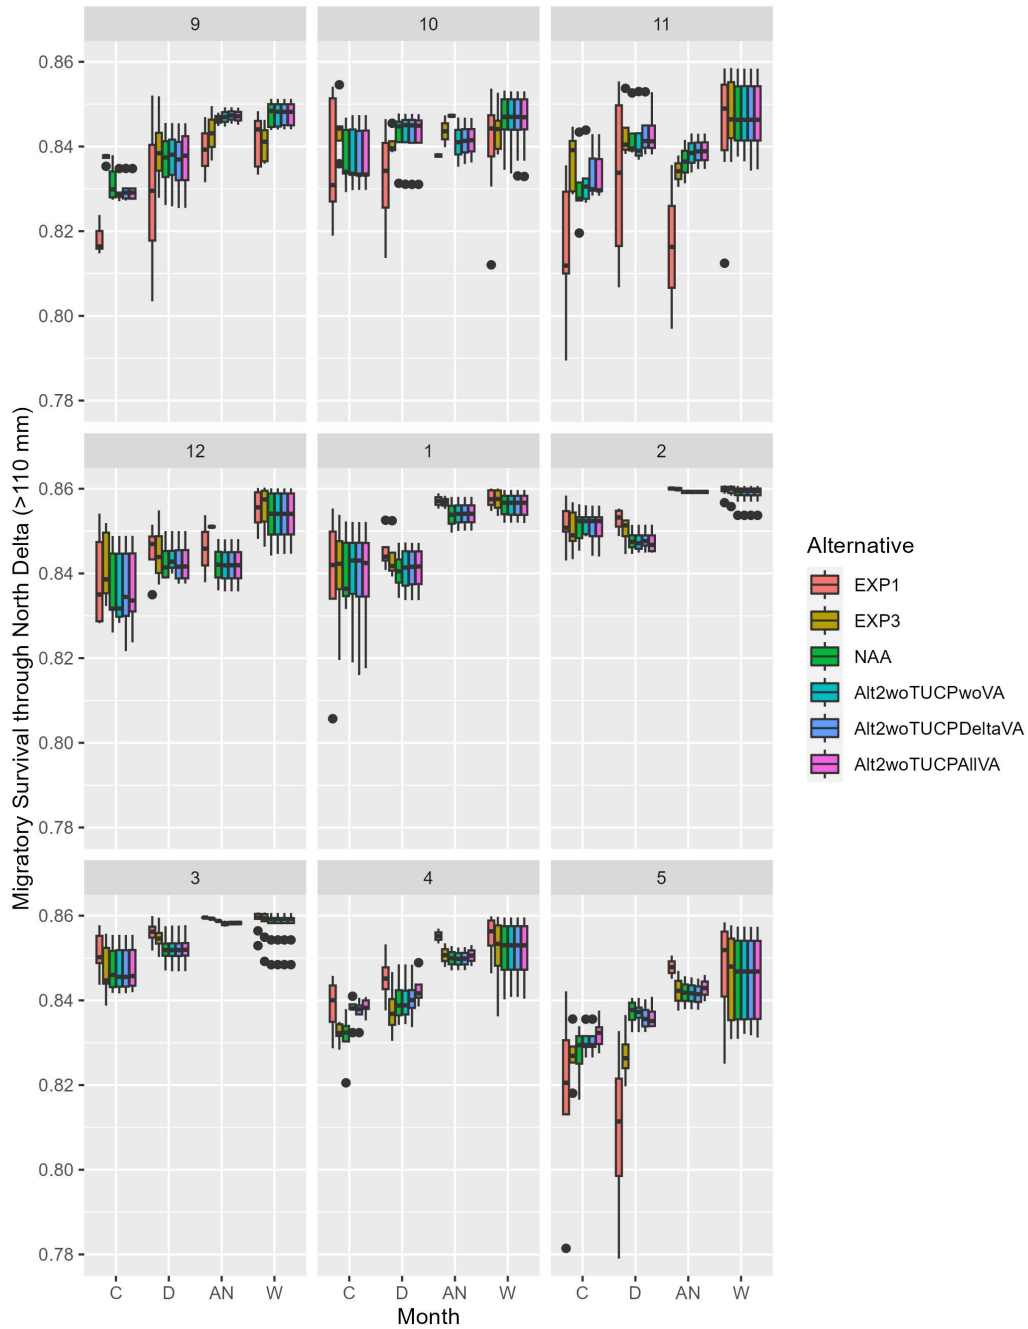 9
10
11
0.86
0.84
0.82
0.80
0.78
12
1
2
0.86
0.84
0.82
0.80
0.78
3
4
5
0.86
0.84
0.82
0.80
0.78
C D AN W
C D AN W
C D AN W
Month
Migratory Survival through North Delta (>110 mm)
Alternative
EXP1
EXP3
NAA
Alt2woTUCPwoVA
Alt2woTUCPDeltaVA
Alt2woTUCPAllVA